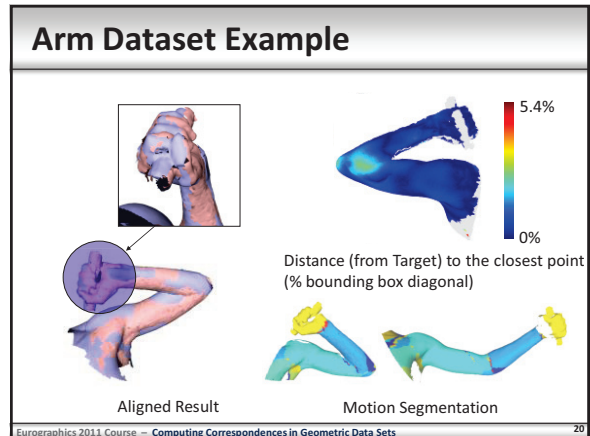 Arm Dataset Example
5.4%
0%
Distance (from Target) to the closest point
(% bounding box diagonal)
Aligned Result
Motion Segmentation
Eurographics 2011 Course – Computing Correspondences in Geometric Data Sets
20